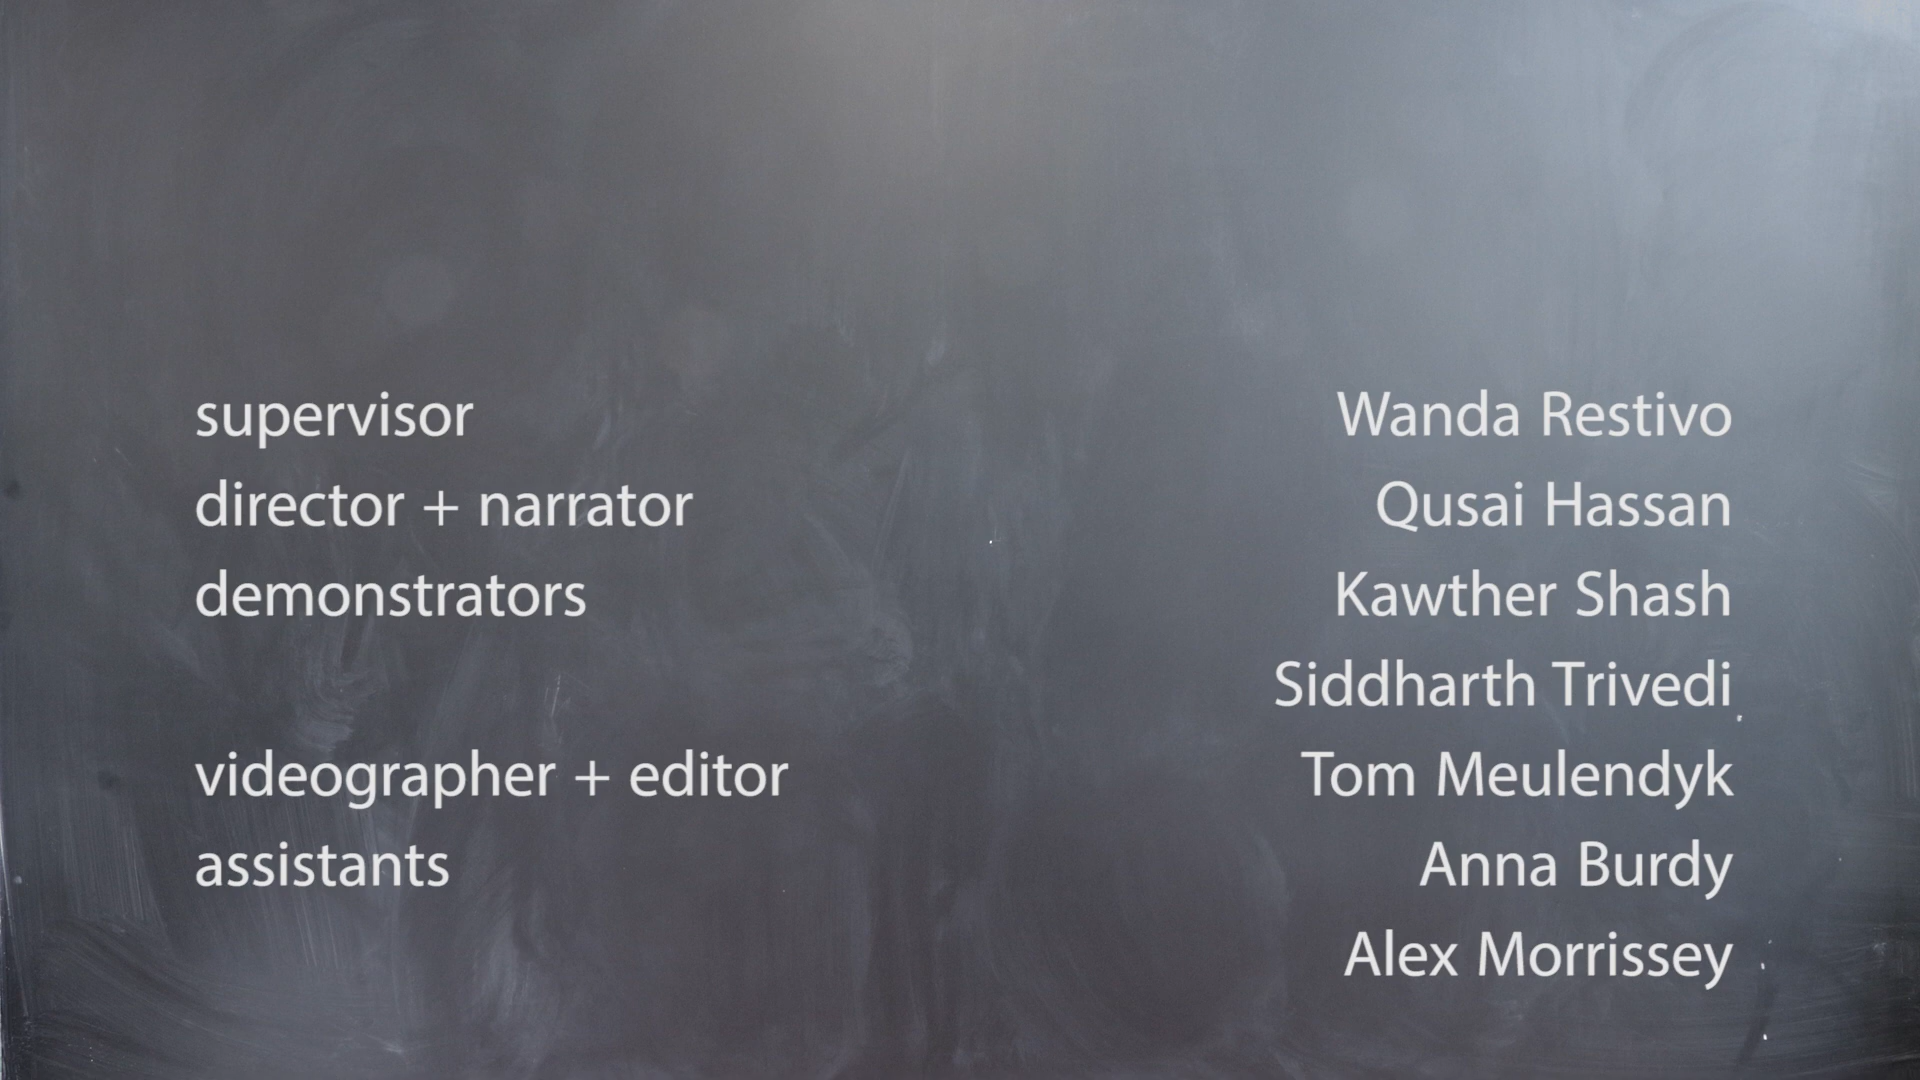 supervisor Wanda Restivo
director + narrator Qusai Hassan
demonstrators Kawther Shash
Siddharth Trivedi
videographer + editor Tom Meulendyk
assistants Anna Burdy
Alex Morrissey